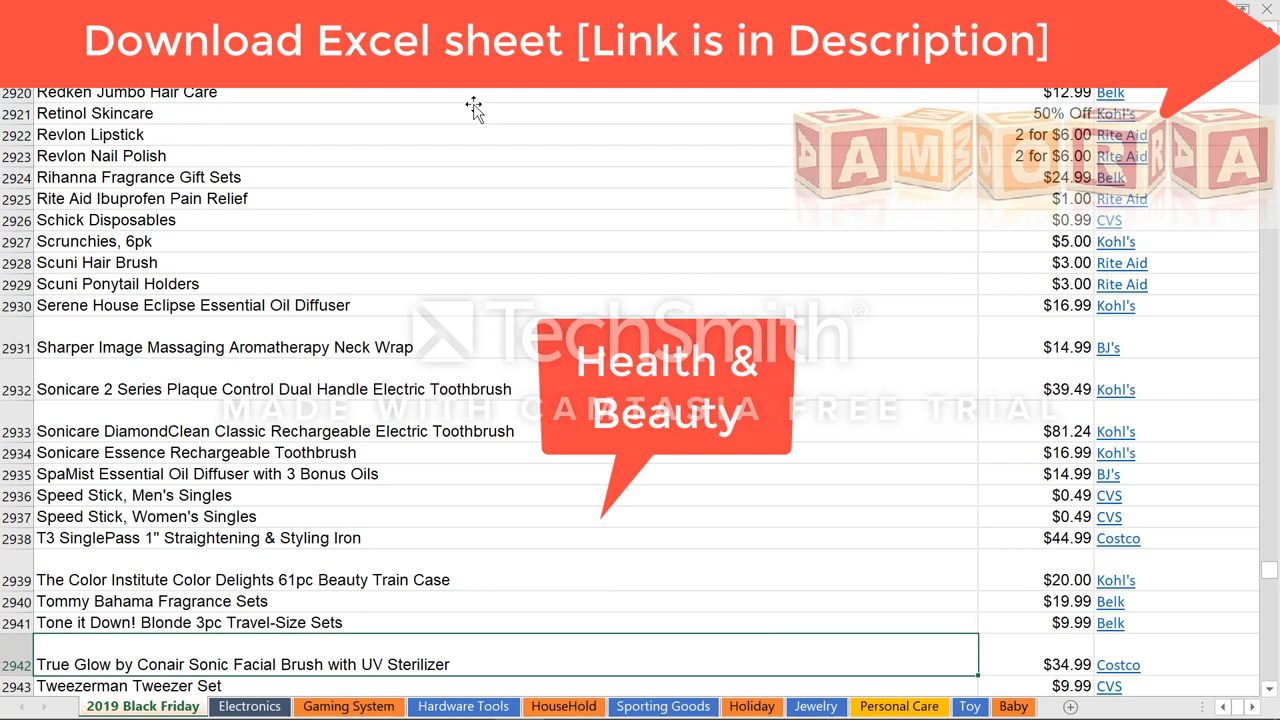 Download Excel sheet [Link is in Description]
2920 Redken Jumbo Hair Care $12.99 Belk
2921 Retinol Skincare 50% Off Kohl's
2922 Revlon Lipstick 2 for $6.00 Rite Aid
2923 Revlon Nail Polish 2 for $6.00 Rite Aid
2924 Rihanna Fragrance Gift Sets $24.99 Belk
2925 Rite Aid Ibuprofen Pain Relief $1.00 Rite Aid
2926 Schick Disposables $0.99 CVS
A M O R A
2927 Scrunchies, 6pk $5.00 Kohl's
2928 Scuni Hair Brush $3.00 Rite Aid
2929 Scuni Ponytail Holders $3.00 Rite Aid
2930 Serene House Eclipse Essential Oil Diffuser $16.99 Kohl's
TechSmith®
2931 Sharper Image Massaging Aromatherapy Neck Wrap $14.99 BJ's
Health &
Beauty
2932 Sonicare 2 Series Plaque Control Dual Handle Electric Toothbrush $39.49 Kohl's
MADE WITH CAMTASIA FREE TRIA
2933 Sonicare DiamondClean Classic Rechargeable Electric Toothbrush $81.24 Kohl's
2934 Sonicare Essence Rechargeable Toothbrush $16.99 Kohl's
2935 SpaMist Essential Oil Diffuser with 3 Bonus Oils $14.99 BJ's
2936 Speed Stick, Men's Singles $0.49 CVS
2937 Speed Stick, Women's Singles $0.49 CVS
2938 T3 SinglePass 1" Straightening & Styling Iron $44.99 Costco
2939 The Color Institute Color Delights 61pc Beauty Train Case $20.00 Kohl's
2940 Tommy Bahama Fragrance Sets $19.99 Belk
2941 Tone it Down! Blonde 3pc Travel-Size Sets $9.99 Belk
2942 True Glow by Conair Sonic Facial Brush with UV Sterilizer $34.99 Costco
2943 Tweezerman Tweezer Set $9.99 CVS
2019 Black Friday Electronics Gaming System Hardware Tools HouseHold Sporting Goods Holiday Jewelry Personal Care Toy Baby